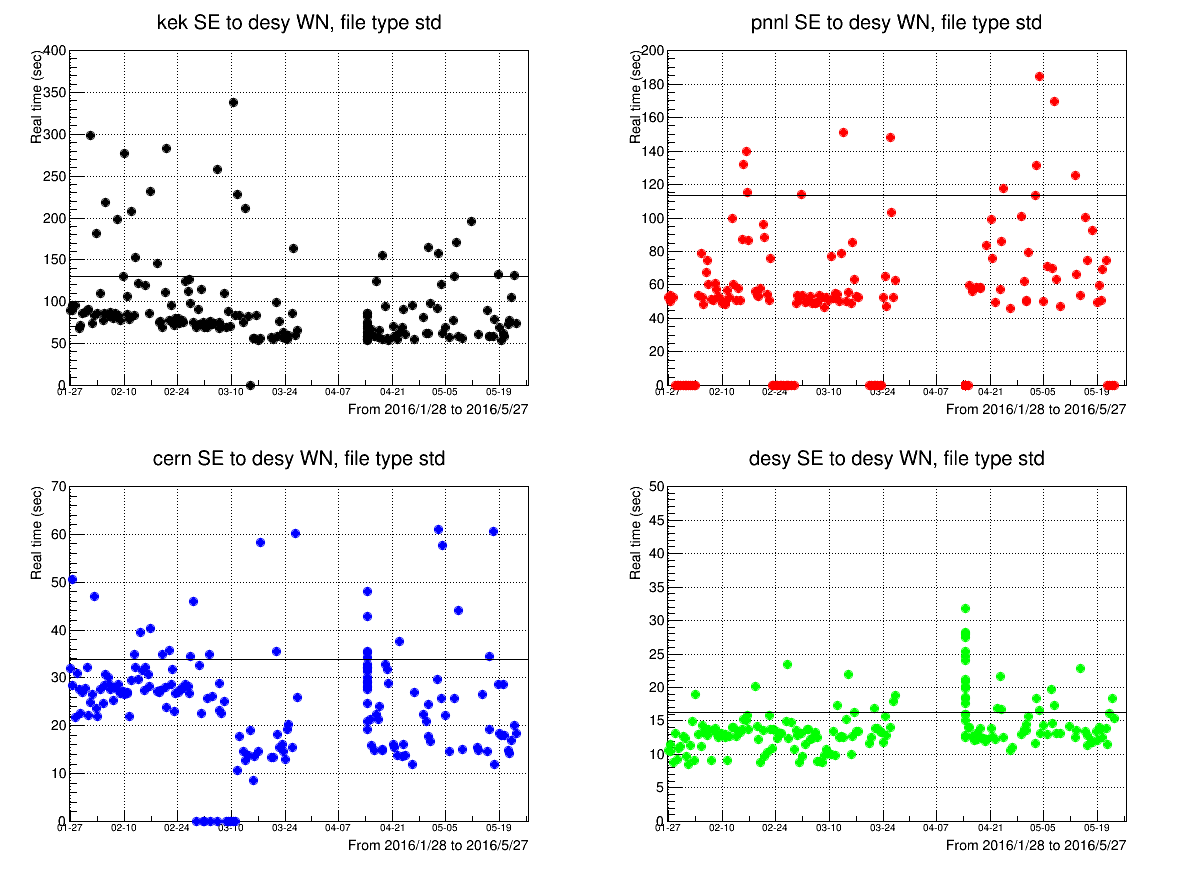 kek SE to desy WN, file type std
Real time (sec)
400
350
300
250
200
150
100
50
0
01-27 02-10 02-24 03-10 03-24 04-07 04-21 05-05 05-19
From 2016/1/28 to 2016/5/27
pnnl SE to desy WN, file type std
Real time (sec)
200
180
160
140
120
100
80
60
40
20
0
01-27 02-10 02-24 03-10 03-24 04-07 04-21 05-05 05-19
From 2016/1/28 to 2016/5/27
cern SE to desy WN, file type std
Real time (sec)
70
60
50
40
30
20
10
0
01-27 02-10 02-24 03-10 03-24 04-07 04-21 05-05 05-19
From 2016/1/28 to 2016/5/27
desy SE to desy WN, file type std
Real time (sec)
50
45
40
35
30
25
20
15
10
5
0
01-27 02-10 02-24 03-10 03-24 04-07 04-21 05-05 05-19
From 2016/1/28 to 2016/5/27